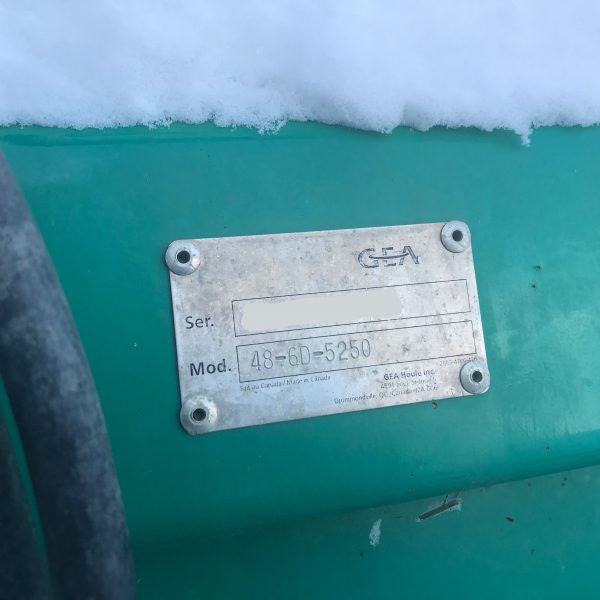 GEA
Ser.
Mod. 48-6D-5250
Fait au Canada / Made in Canada
GEA Houle inc.
Drummondville, QC, Canada